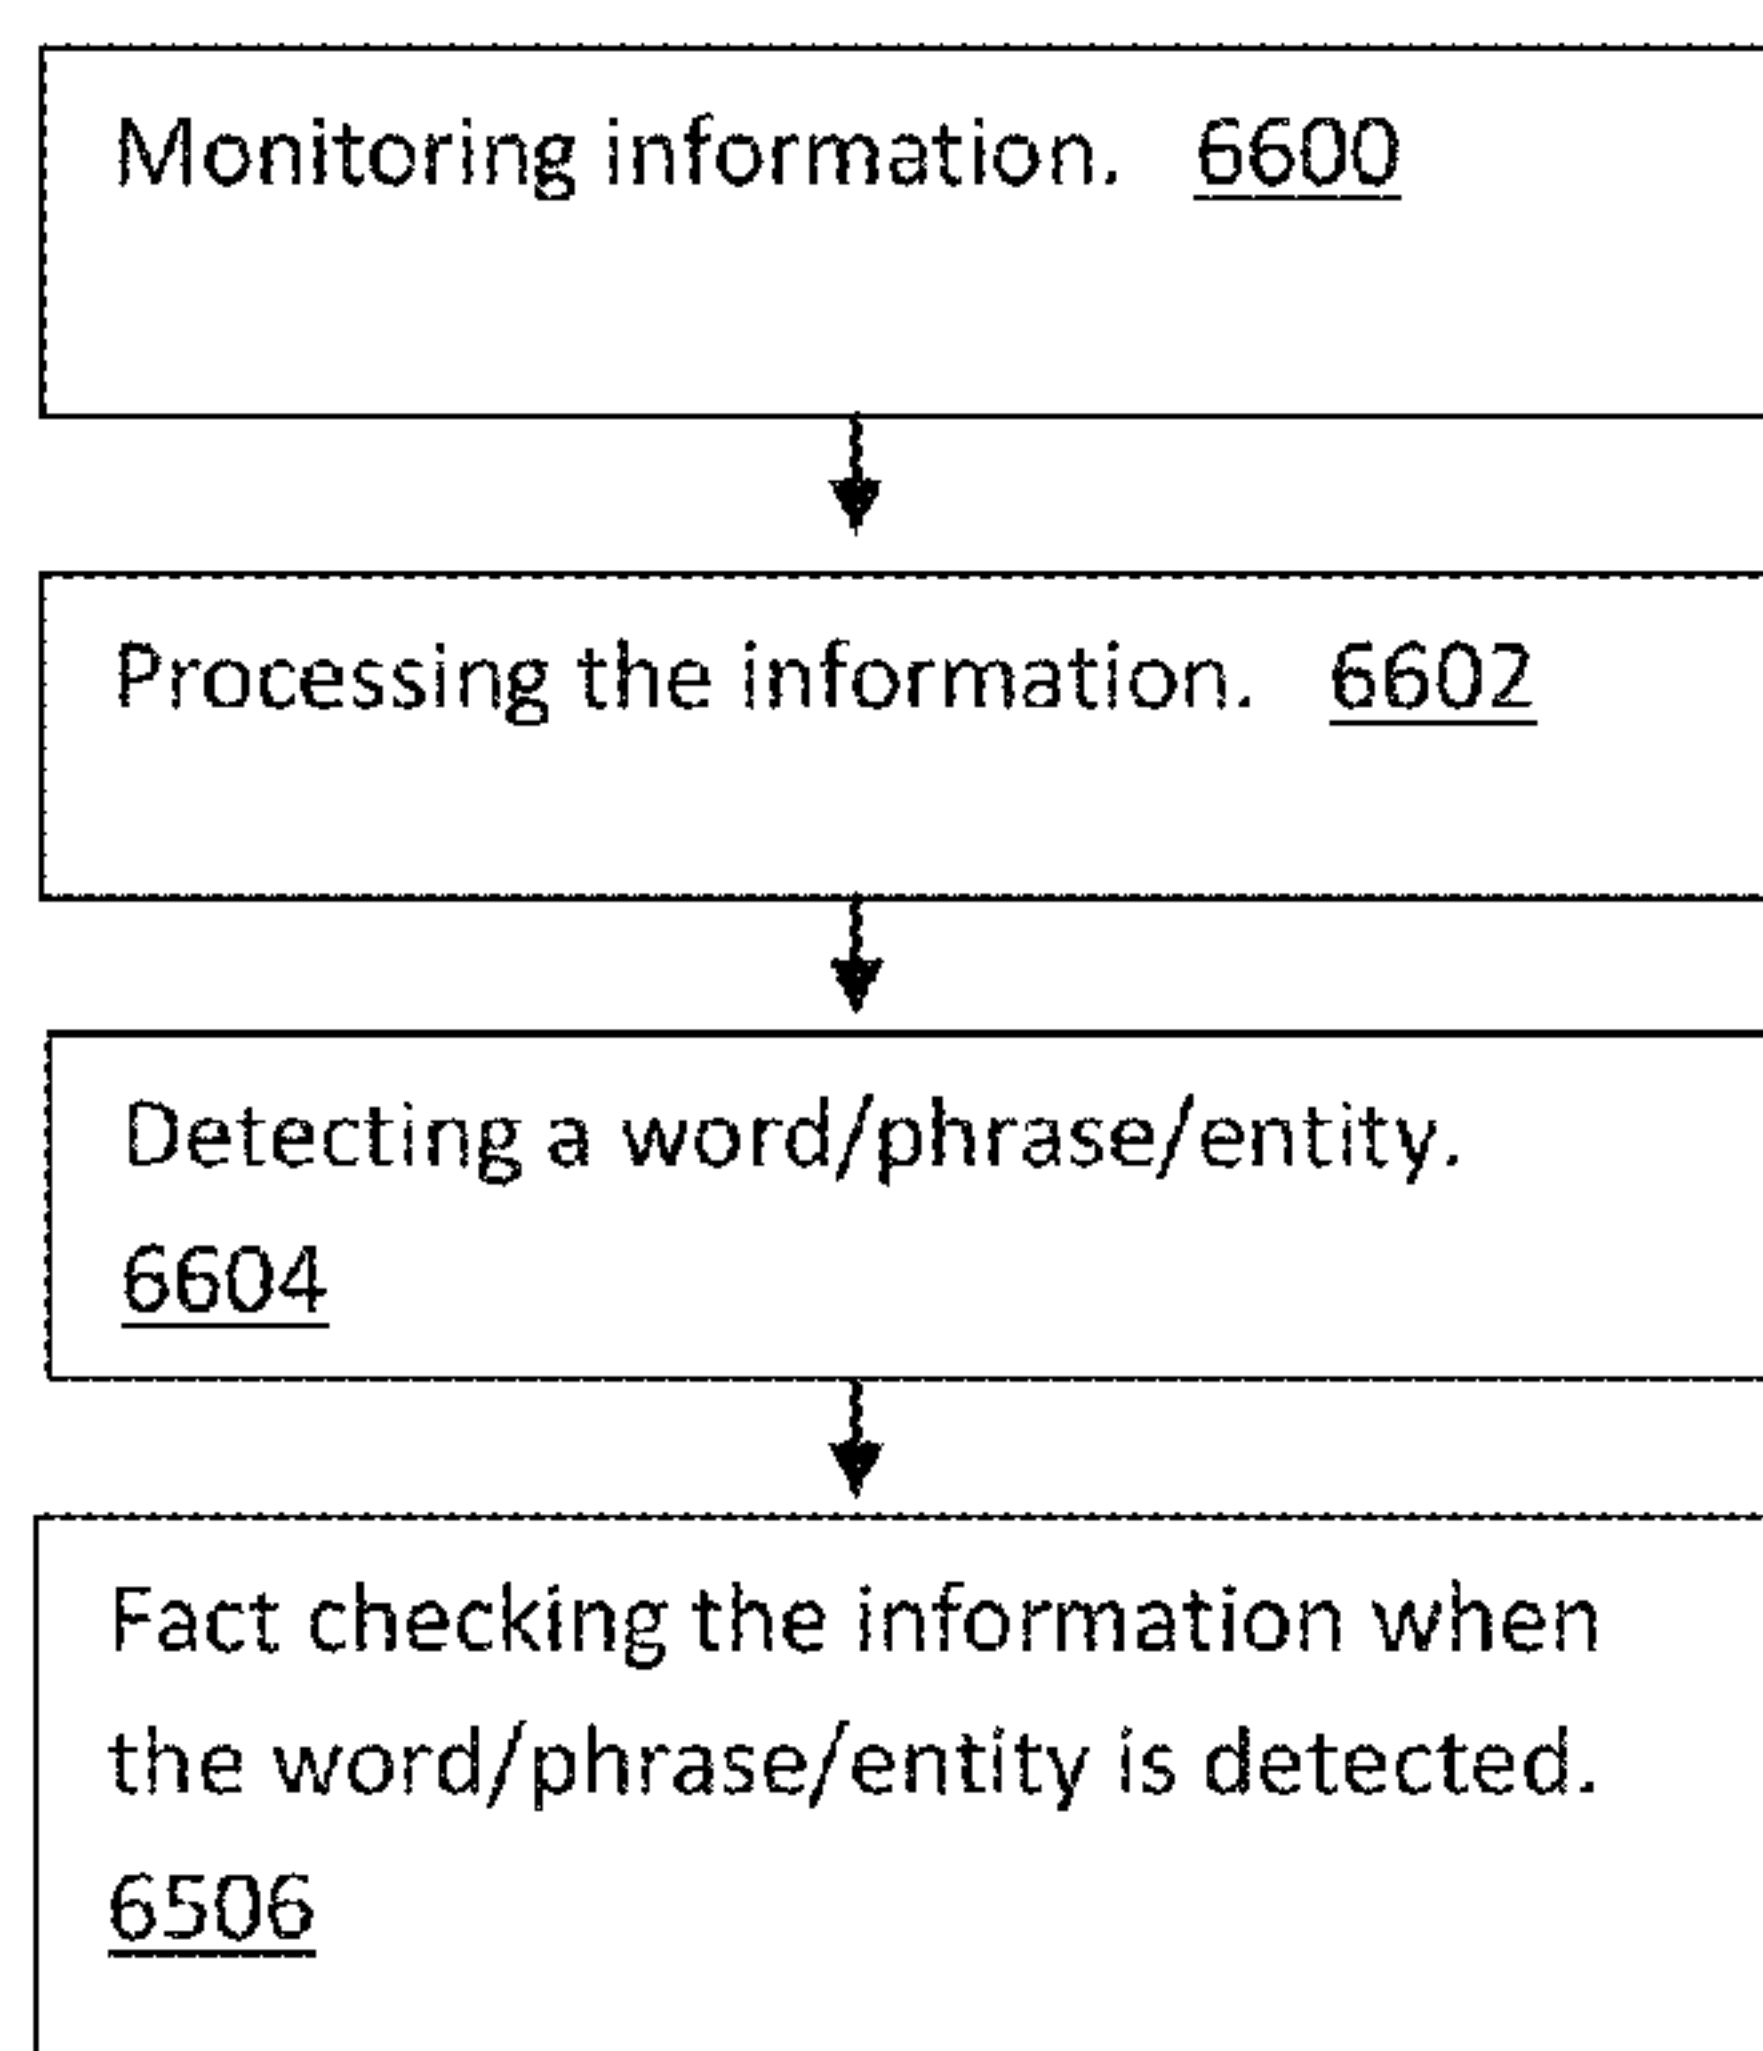 Monitoring information. 6600
Processing the information. 6602
Detecting a word/phrase/entity.
6604
Fact checking the information when
the word/phrase/entity is detected.
6506